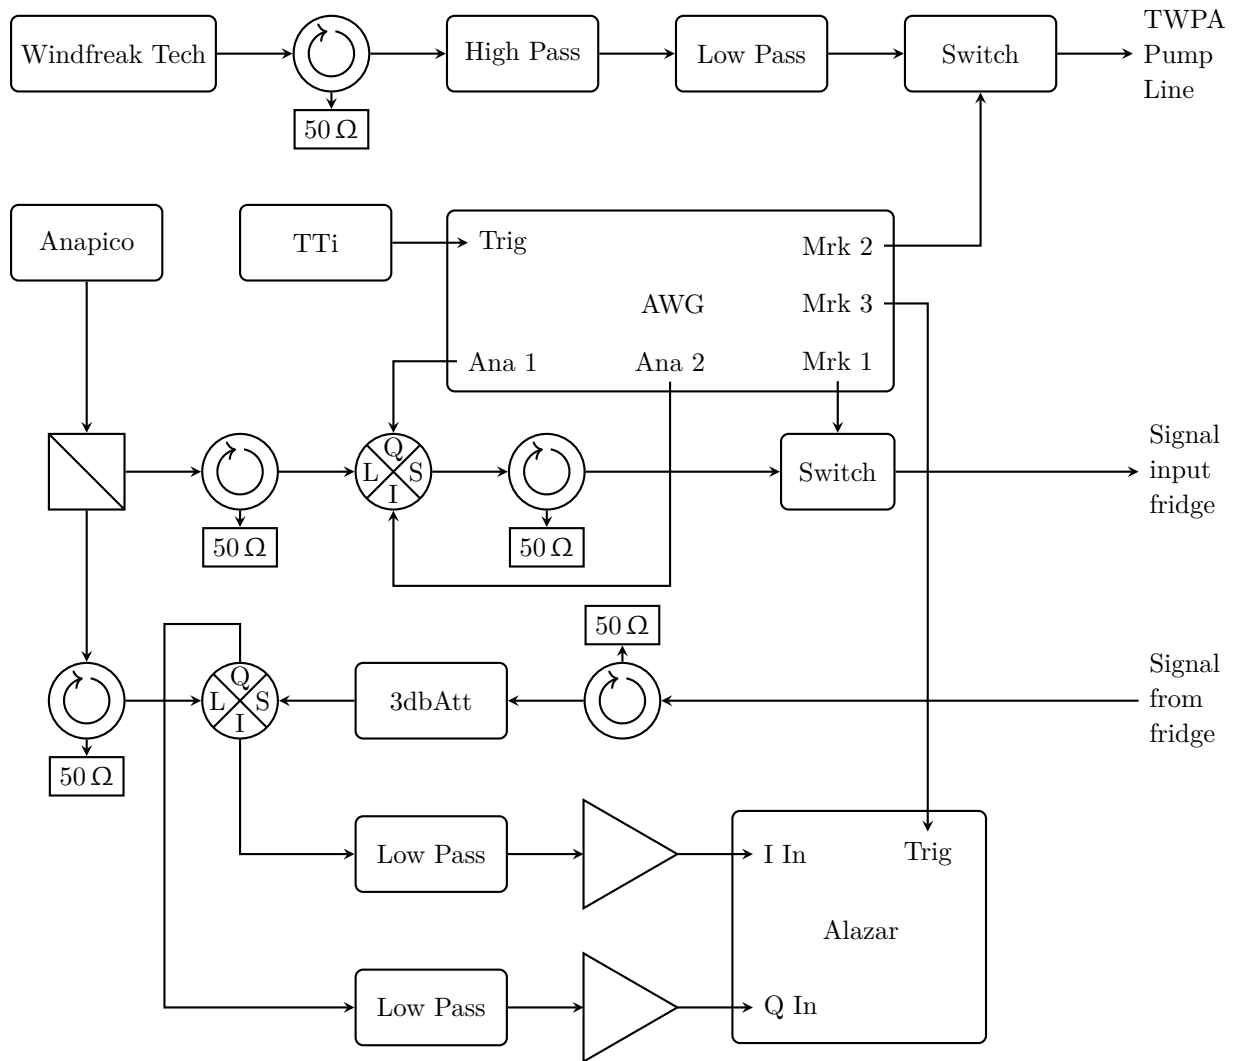 Windfreak Tech
High Pass
Low Pass
Switch
TWPA
Pump
Line
50 Ω
Anapico
TTi
Trig
Mrk 2
AWG
Mrk 3
Ana 1
Ana 2
Mrk 1
Q
L
S
I
Switch
Signal
input
fridge
50 Ω
50 Ω
50 Ω
Q
L
S
I
3dbAtt
Signal
from
fridge
50 Ω
Low Pass
I In
Trig
Alazar
Low Pass
Q In